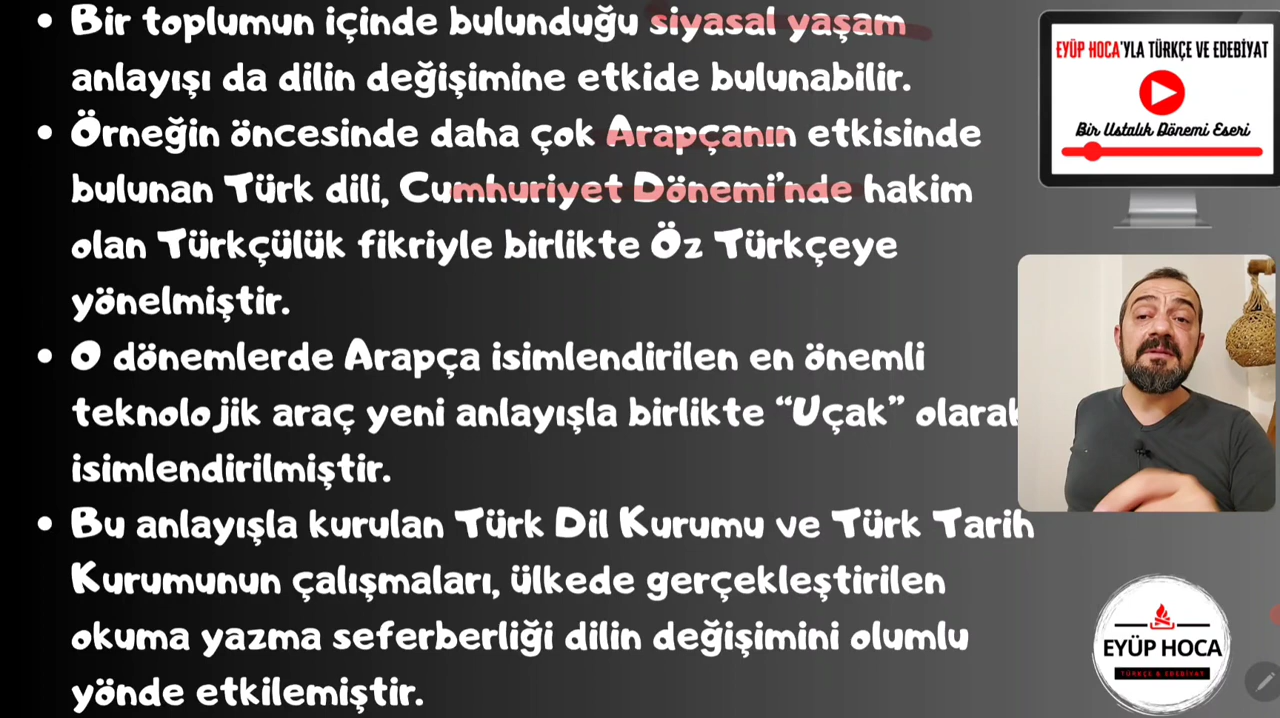 • Bir toplumun içinde bulunduğu siyasal yaşam
anlayışı da dilin değişimine etkide bulunabilir.
• Örneğin öncesinde daha çok Arapçanın etkisinde
bulunan Türk dili, Cumhuriyet Dönemi'nde hakim
olan Türkçülük fikriyle birlikte Öz Türkçeye
yönelmiştir.
• O dönemlerde Arapça isimlendirilen en önemli
teknolojik araç yeni anlayışla birlikte “Uçak” olarak
isimlendirilmiştir.
• Bu anlayışla kurulan Türk Dil Kurumu ve Türk Tarih
Kurumunun çalışmaları, ülkede gerçekleştirilen
okuma yazma seferberliği dilin değişimini olumlu
yönde etkilemiştir.
EYÜP HOCA'YLA TÜRKÇE VE EDEBİYAT
Bir Ustalık Dönemi Eseri
EYÜP HOCA
TÜRKÇE & EDEBİYAT